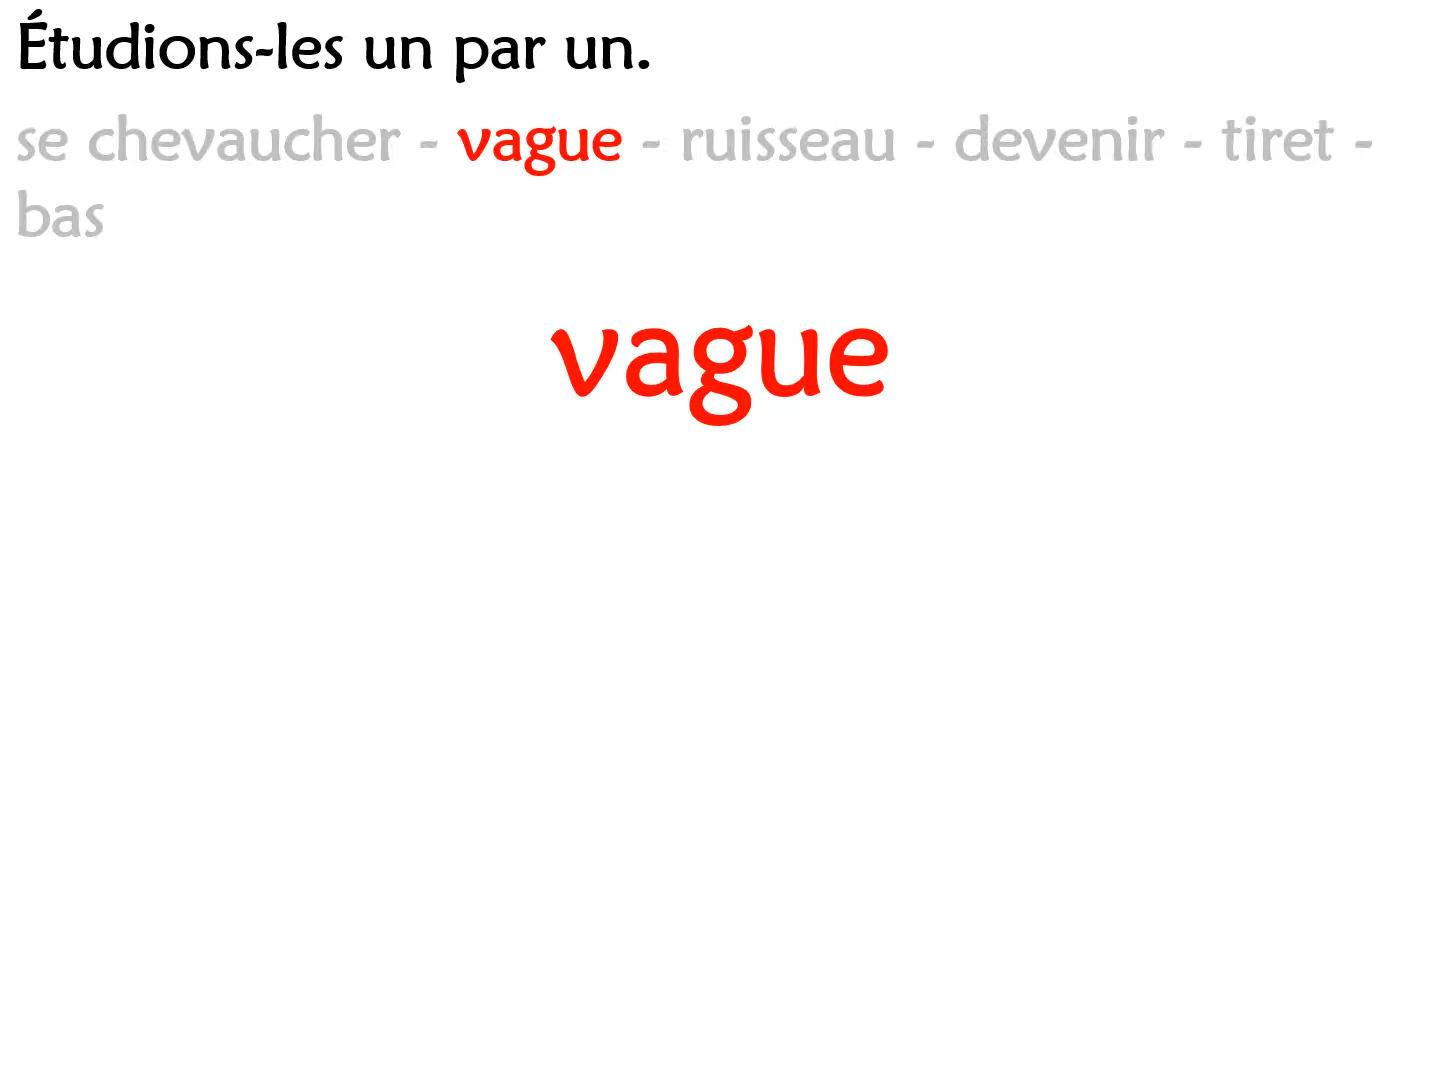 Étudions-les un par un.
se chevaucher - vague - ruisseau - devenir - tiret -
bas
vague